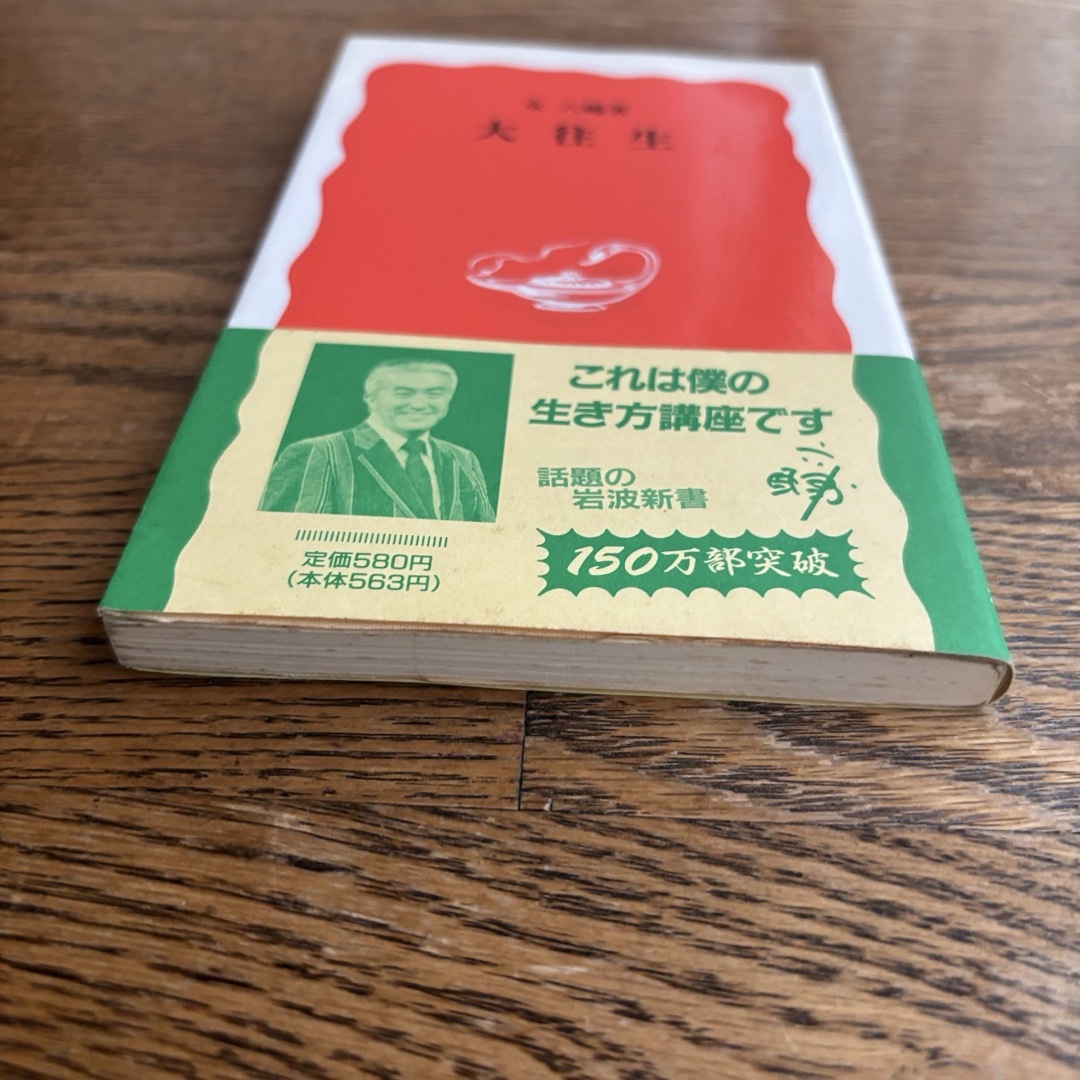 永 六輔著
大往生
これは僕の
生き方講座です
話題の
岩波新書
150万部突破
定価580円
(本体563円)